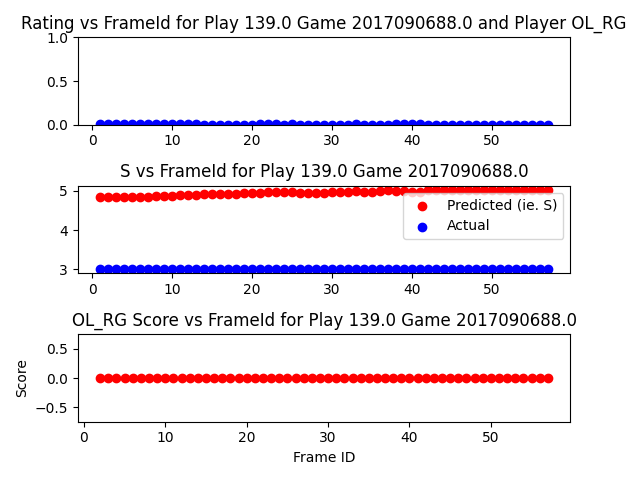 Rating vs FrameId for Play 139.0 Game 2017090688.0 and Player OL_RG
1.0
0.5
0.0
0 10 20 30 40 50
S vs FrameId for Play 139.0 Game 2017090688.0
5
4
3
Predicted (ie. S)
Actual
0 10 20 30 40 50
OL_RG Score vs FrameId for Play 139.0 Game 2017090688.0
Score
0.5
0.0
−0.5
0 10 20 30 40 50
Frame ID